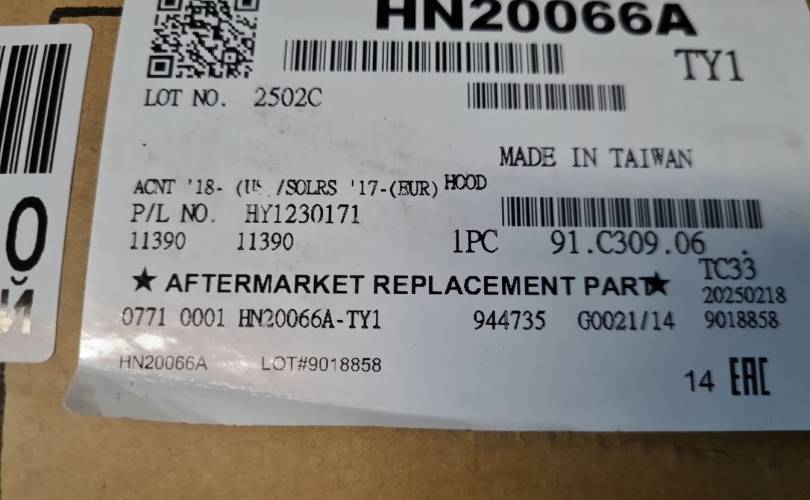 HN20066A
TY1
LOT NO. 2502C
MADE IN TAIWAN
ACNT '18- (US /SOLRS '17-(EUR) HOOD
P/L NO. HY1230171
11390 11390 1PC 91.C309.06
★ AFTERMARKET REPLACEMENT PART ★ TC33
20250218
0771 0001 HN20066A-TY1 944735 G0021/14 9018858
HN20066A LOT#9018858
14 EAC
0
Й